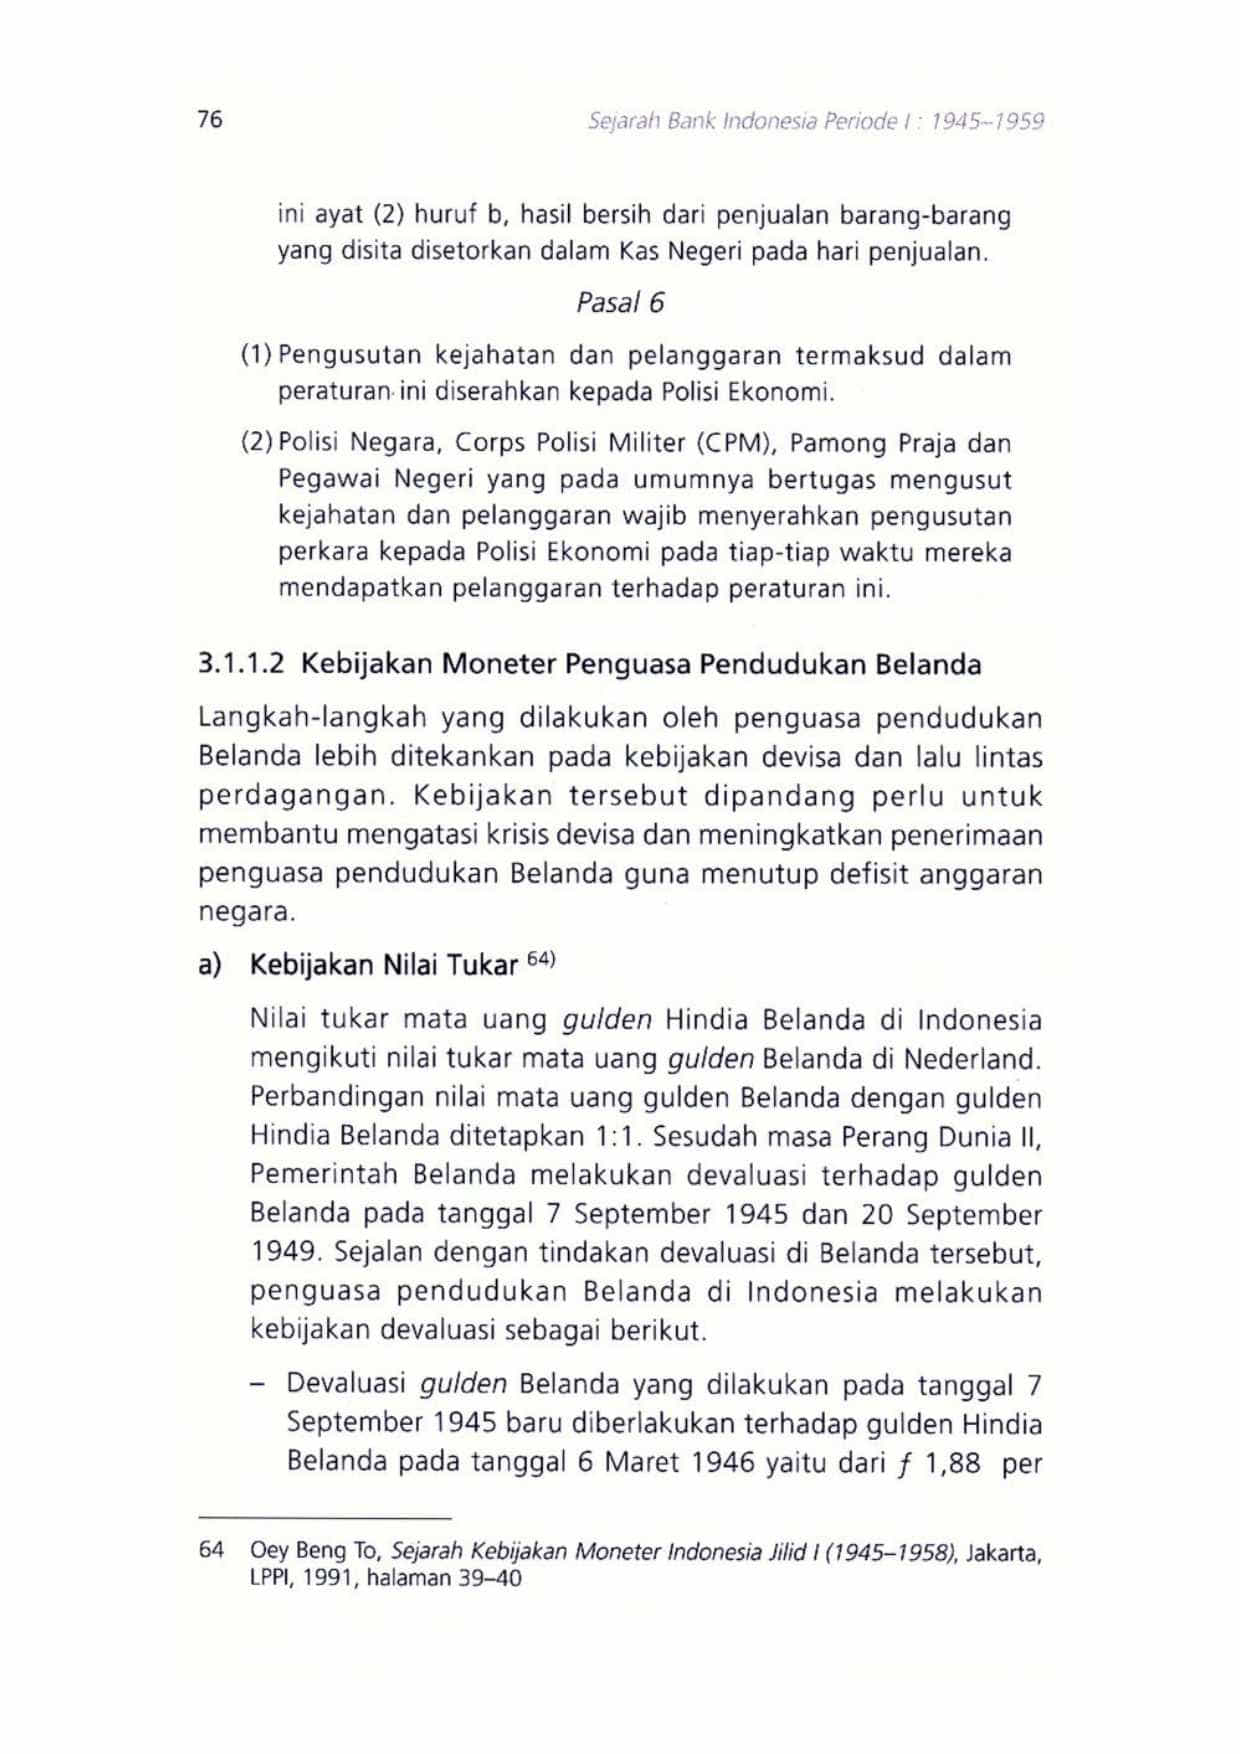 76
Sejarah Bank Indonesia Periode I : 1945–1959
ini ayat (2) huruf b, hasil bersih dari penjualan barang-barang
yang disita disetorkan dalam Kas Negeri pada hari penjualan.
Pasal 6
(1) Pengusutan kejahatan dan pelanggaran termaksud dalam
peraturan ini diserahkan kepada Polisi Ekonomi.
(2) Polisi Negara, Corps Polisi Militer (CPM), Pamong Praja dan
Pegawai Negeri yang pada umumnya bertugas mengusut
kejahatan dan pelanggaran wajib menyerahkan pengusutan
perkara kepada Polisi Ekonomi pada tiap-tiap waktu mereka
mendapatkan pelanggaran terhadap peraturan ini.
3.1.1.2 Kebijakan Moneter Penguasa Pendudukan Belanda
Langkah-langkah yang dilakukan oleh penguasa pendudukan
Belanda lebih ditekankan pada kebijakan devisa dan lalu lintas
perdagangan. Kebijakan tersebut dipandang perlu untuk
membantu mengatasi krisis devisa dan meningkatkan penerimaan
penguasa pendudukan Belanda guna menutup defisit anggaran
negara.
a) Kebijakan Nilai Tukar 64)
Nilai tukar mata uang gulden Hindia Belanda di Indonesia
mengikuti nilai tukar mata uang gulden Belanda di Nederland.
Perbandingan nilai mata uang gulden Belanda dengan gulden
Hindia Belanda ditetapkan 1:1. Sesudah masa Perang Dunia II,
Pemerintah Belanda melakukan devaluasi terhadap gulden
Belanda pada tanggal 7 September 1945 dan 20 September
1949. Sejalan dengan tindakan devaluasi di Belanda tersebut,
penguasa pendudukan Belanda di Indonesia melakukan
kebijakan devaluasi sebagai berikut.
– Devaluasi gulden Belanda yang dilakukan pada tanggal 7
September 1945 baru diberlakukan terhadap gulden Hindia
Belanda pada tanggal 6 Maret 1946 yaitu dari ƒ 1,88 per
64 Oey Beng To, Sejarah Kebijakan Moneter Indonesia Jilid I (1945–1958), Jakarta,
LPPI, 1991, halaman 39–40